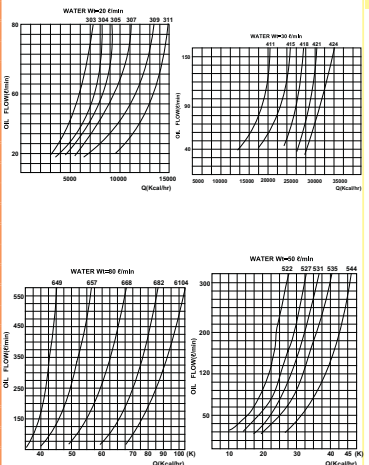 WATER Wt=20 ℓ/min
303 304 305 307 309 311
80
60
20
OIL FLOW(ℓ/min)
5000 10000 15000
Q(Kcal/hr)
WATER Wt=30 ℓ/min
411 415 418 421 424
150
90
40
OIL FLOW(ℓ/min)
5000 10000 15000 20000 25000 30000 35000
Q(Kcal/hr)
WATER Wt=80 ℓ/min
649 657 668 682 6104
550
450
350
250
150
OIL FLOW(ℓ/min)
40 60 70 80 90 100 (K)
Q(Kcal/hr)
WATER Wt=50 ℓ/min
522 527 531 535 544
300
200
120
50
OIL FLOW(ℓ/min)
10 20 30 40 45 (K)
Q(Kcal/hr)